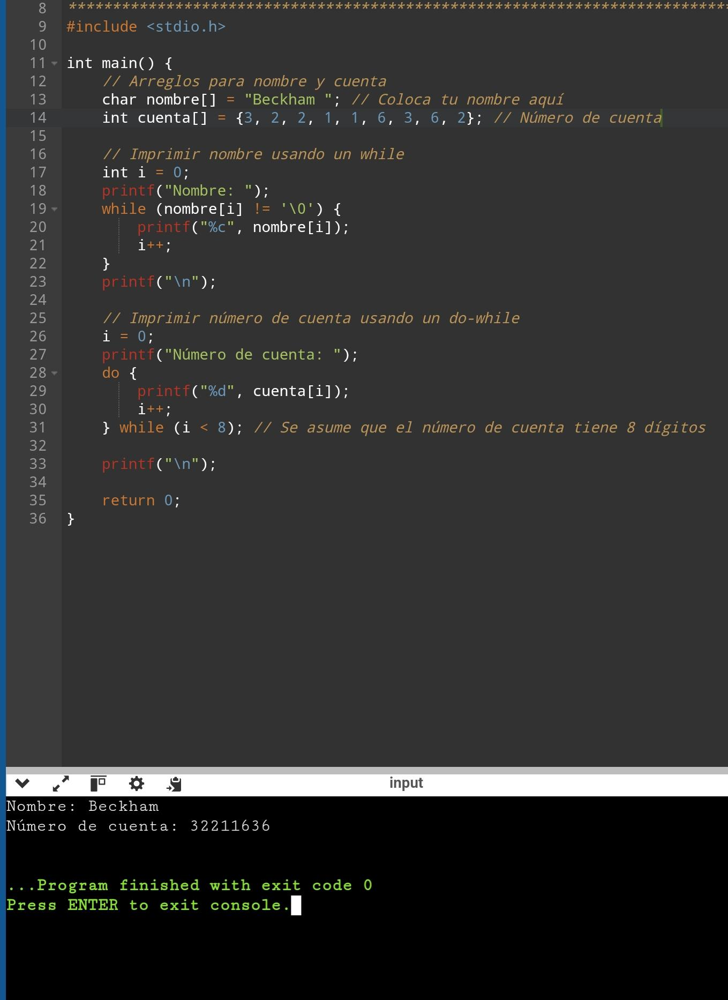 8 ******************************************************************************
9 #include <stdio.h>
10
11 int main() {
12     // Arreglos para nombre y cuenta
13     char nombre[] = "Beckham "; // Coloca tu nombre aquí
14     int cuenta[] = {3, 2, 2, 1, 1, 6, 3, 6, 2}; // Número de cuenta
15
16     // Imprimir nombre usando un while
17     int i = 0;
18     printf("Nombre: ");
19     while (nombre[i] != '\0') {
20         printf("%c", nombre[i]);
21         i++;
22     }
23     printf("\n");
24
25     // Imprimir número de cuenta usando un do-while
26     i = 0;
27     printf("Número de cuenta: ");
28     do {
29         printf("%d", cuenta[i]);
30         i++;
31     } while (i < 8); // Se asume que el número de cuenta tiene 8 dígitos
32
33     printf("\n");
34
35     return 0;
36 }
input
Nombre: Beckham
Número de cuenta: 32211636
...Program finished with exit code 0
Press ENTER to exit console.